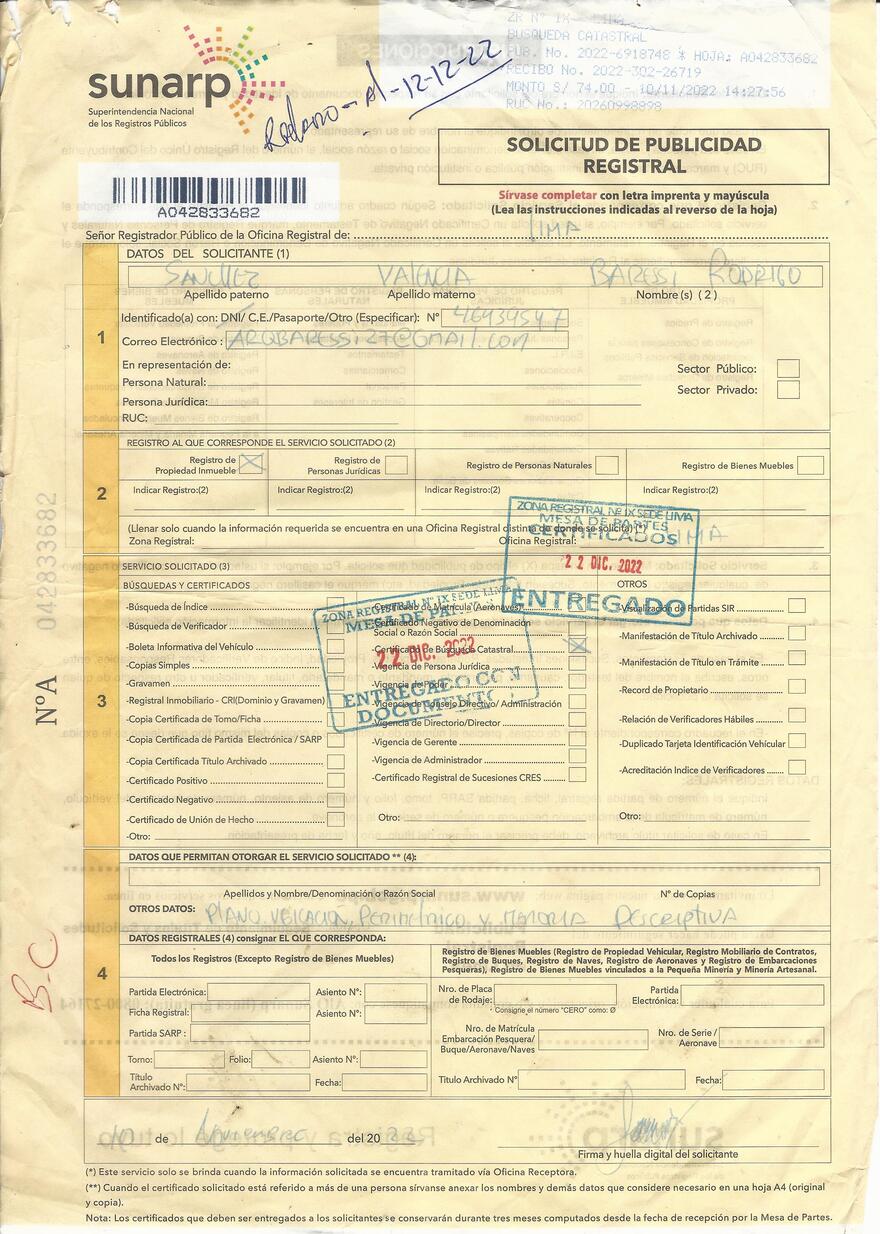 ZR N° IX - LIMA
BUSQUEDA CATASTRAL
PUB. No. 2022-6918748 * HOJA: A042833682
RECIBO No. 2022-302-26719
MONTO S/ 74.00 - 10/11/2022 14:27:56
RUC No.: 20260998898
sunarp
Superintendencia Nacional
de los Registros Públicos
al 12-12-22
SOLICITUD DE PUBLICIDAD
REGISTRAL
A042833682
Sírvase completar con letra imprenta y mayúscula
(Lea las instrucciones indicadas al reverso de la hoja)
Señor Registrador Público de la Oficina Registral de: LIMA
DATOS DEL SOLICITANTE (1)
SANCHEZ VALENCIA BARESSI RODRIGO
Apellido paterno Apellido materno Nombre(s) ( 2 )
1
Identificado(a) con: DNI/ C.E./Pasaporte/Otro (Especificar): N° 46939547
Correo Electrónico : ARQBARESSI27@GMAIL.COM
En representación de:
Sector Público:
Persona Natural:
Sector Privado:
Persona Jurídica:
RUC:
REGISTRO AL QUE CORRESPONDE EL SERVICIO SOLICITADO (2)
Registro de Propiedad Inmueble Registro de Personas Jurídicas Registro de Personas Naturales Registro de Bienes Muebles
2
Indicar Registro:(2) Indicar Registro:(2) Indicar Registro:(2) Indicar Registro:(2)
(Llenar solo cuando la información requerida se encuentra en una Oficina Registral distinta de donde se solicita) (*)
Zona Registral: Oficina Registral: LIMA
ZONA REGISTRAL N° IX SEDE LIMA
MESA DE PARTES
CERTIFICADOS
22 DIC. 2022
ENTREGADO
SERVICIO SOLICITADO (3)
BÚSQUEDAS Y CERTIFICADOS
OTROS
3
-Búsqueda de Índice
-Búsqueda de Verificador
-Boleta Informativa del Vehículo
-Copias Simples
-Gravamen
-Registral Inmobiliario - CRI(Dominio y Gravamen)
-Copia Certificada de Tomo/Ficha
-Copia Certificada de Partida Electrónica / SARP
-Copia Certificada Título Archivado
-Certificado Positivo
-Certificado Negativo
-Certificado de Unión de Hecho
-Otro:
-Certificado de Matrícula (Aeronaves)
-Certificado Negativo de Denominación
Social o Razón Social
-Certificado de Búsqueda Catastral
-Vigencia de Persona Jurídica
-Vigencia de Poder
-Vigencia de Consejo Directivo/ Administración
-Vigencia de Directorio/Director
-Vigencia de Gerente
-Vigencia de Administrador
-Certificado Registral de Sucesiones CRES
Otro:
-Visualización de Partidas SIR
-Manifestación de Título Archivado
-Manifestación de Título en Trámite
-Record de Propietario
-Relación de Verificadores Hábiles
-Duplicado Tarjeta Identificación Vehicular
-Acreditación Indice de Verificadores
Otro:
ZONA REGISTRAL N° IX SEDE LIMA
MESA DE PARTES
22 DIC. 2022
ENTREGADO CON
DOCUMENTO
N°A 042833682
DATOS QUE PERMITAN OTORGAR EL SERVICIO SOLICITADO ** (4):
Apellidos y Nombre/Denominación o Razón Social N° de Copias
OTROS DATOS: PLANO UBICACIÓN, PERIMÉTRICO Y MEMORIA DESCRIPTIVA
DATOS REGISTRALES (4) consignar EL QUE CORRESPONDA:
4
Todos los Registros (Excepto Registro de Bienes Muebles)
Partida Electrónica: Asiento N°:
Ficha Registral: Asiento N°:
Partida SARP :
Tomo: Folio: Asiento N°:
Título
Archivado N°: Fecha:
Registro de Bienes Muebles (Registro de Propiedad Vehicular, Registro Mobiliario de Contratos,
Registro de Buques, Registro de Naves, Registro de Aeronaves y Registro de Embarcaciones
Pesqueras), Registro de Bienes Muebles vinculados a la Pequeña Minería y Minería Artesanal.
Nro. de Placa
de Rodaje:
Partida
Electrónica:
· Consigne el número "CERO" como: Ø
Nro. de Matrícula
Embarcación Pesquera/
Buque/Aeronave/Naves
Nro. de Serie /
Aeronave
Titulo Archivado N° Fecha:
B-C
10 de Noviembre del 2022
Firma y huella digital del solicitante
(*) Este servicio solo se brinda cuando la información solicitada se encuentra tramitado vía Oficina Receptora.
(**) Cuando el certificado solicitado está referido a más de una persona sírvanse anexar los nombres y demás datos que considere necesario en una hoja A4 (original
y copia).
Nota: Los certificados que deben ser entregados a los solicitantes se conservarán durante tres meses computados desde la fecha de recepción por la Mesa de Partes.